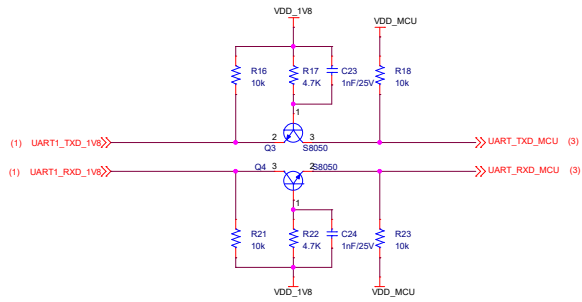 VDD_1V8
VDD_MCU
R16
10k
R17
4.7K
C23
1nF/25V
R18
10k
1
(1) UART1_TXD_1V8
2
3
UART_TXD_MCU (3)
Q3
S8050
(1) UART1_RXD_1V8
Q4
3
2
S8050
UART_RXD_MCU (3)
1
R21
10k
R22
4.7K
C24
1nF/25V
R23
10k
VDD_1V8
VDD_MCU